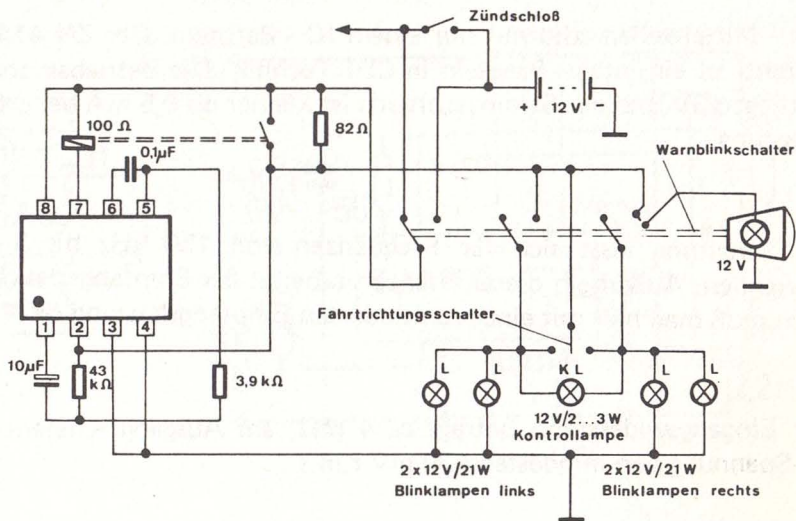 Zündschloß
100 Ω
82 Ω
+ 12 V
0,1µF
Warnblinkschalter
8 7 6 5
12 V
1 2 3 4
Fahrtrichtungsschalter
10µF
43 kΩ
3,9 kΩ
L L K L L L
12 V/2...3 W
Kontrollampe
2 x 12 V/21 W
Blinklampen links
2 x 12 V/21 W
Blinklampen rechts